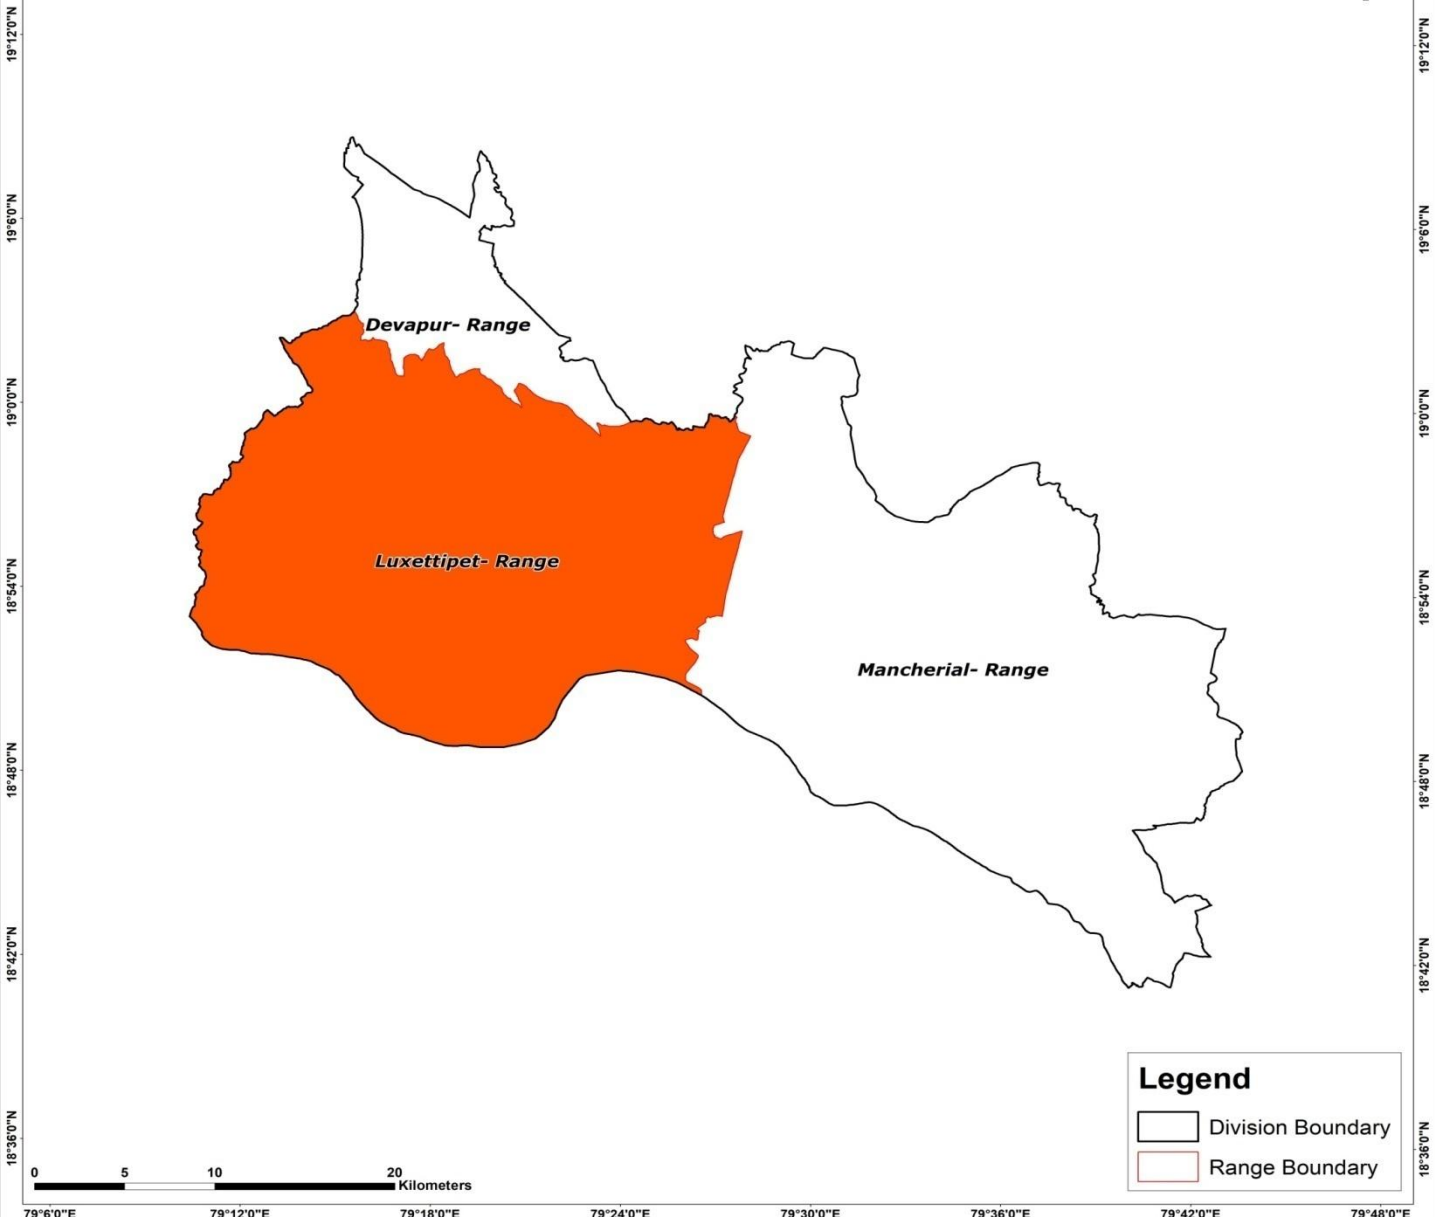 19°12'0"N
19°12'0"N
19°6'0"N
19°6'0"N
Devapur- Range
19°0'0"N
19°0'0"N
Luxettipet- Range
18°54'0"N
18°54'0"N
Mancherial- Range
18°48'0"N
18°48'0"N
18°42'0"N
18°42'0"N
Legend
Division Boundary
Range Boundary
18°36'0"N
18°36'0"N
0 5 10 20
Kilometers
79°6'0"E 79°12'0"E 79°18'0"E 79°24'0"E 79°30'0"E 79°36'0"E 79°42'0"E 79°48'0"E